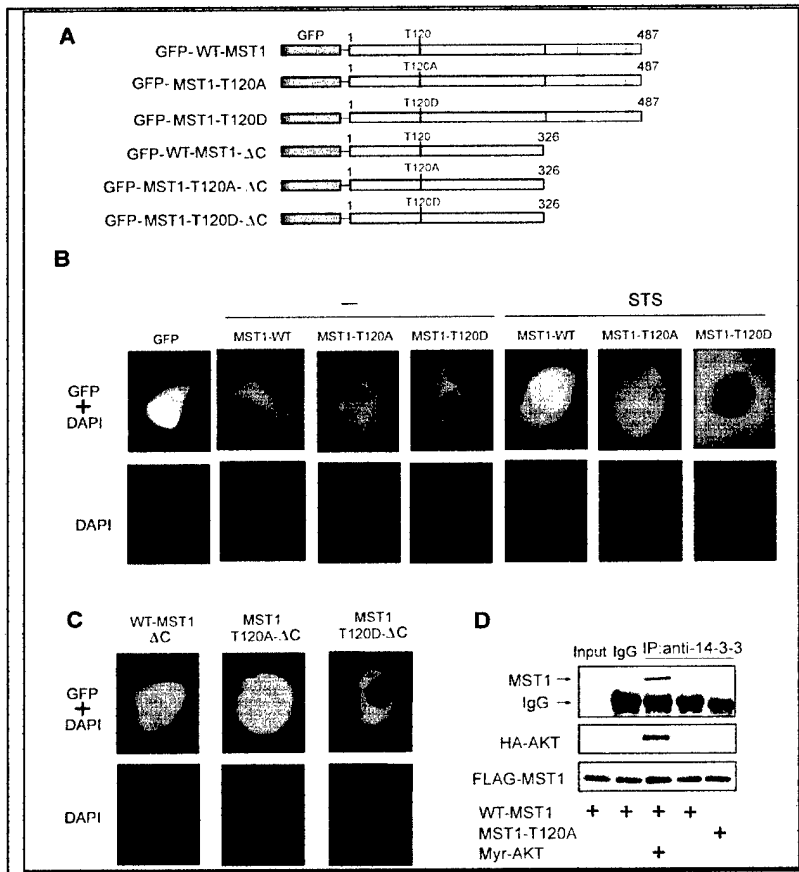 A
GFP
1 T120 487
GFP-WT-MST1
1 T120A 487
GFP-MST1-T120A
1 T120D 487
GFP-MST1-T120D
1 T120 326
GFP-WT-MST1-ΔC
1 T120A 326
GFP-MST1-T120A-ΔC
1 T120D 326
GFP-MST1-T120D-ΔC
B
— STS
GFP MST1-WT MST1-T120A MST1-T120D MST1-WT MST1-T120A MST1-T120D
GFP
+
DAPI
DAPI
C
WT-MST1
ΔC
MST1
T120A-ΔC
MST1
T120D-ΔC
GFP
+
DAPI
DAPI
D
Input IgG IP:anti-14-3-3
MST1 →
IgG →
HA-AKT
FLAG-MST1
WT-MST1 + + + +
MST1-T120A +
Myr-AKT +